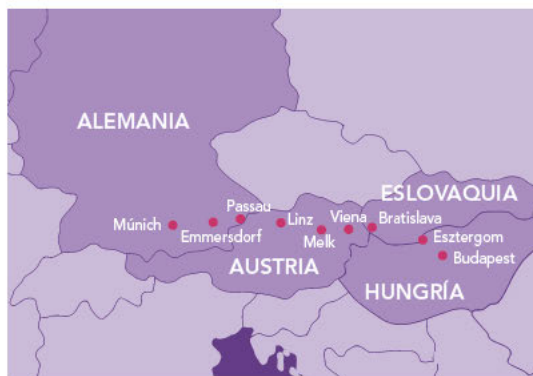 ALEMANIA
ESLOVAQUIA
Passau
Múnich
Emmersdorf
Linz
Melk
Viena
Bratislava
Esztergom
Budapest
AUSTRIA
HUNGRÍA